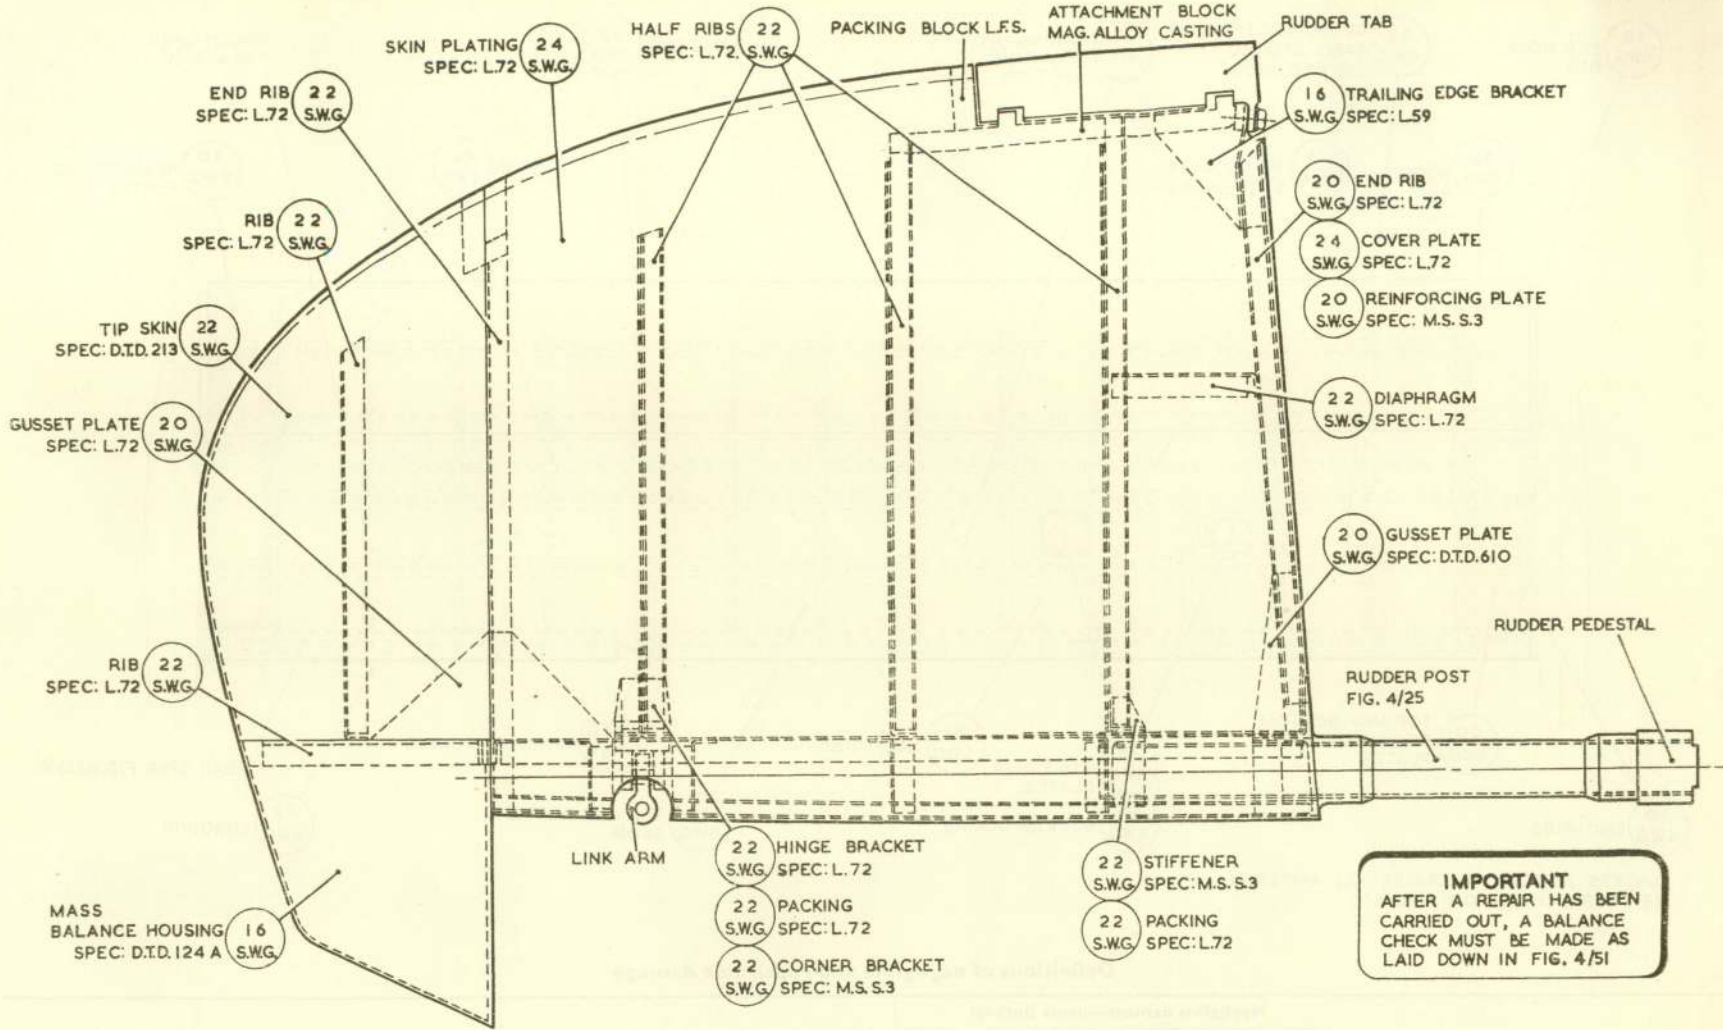 SKIN PLATING 24
SPEC: L.72 S.W.G.
HALF RIBS 22
SPEC: L.72. S.W.G.
PACKING BLOCK L.F.S.
ATTACHMENT BLOCK
MAG. ALLOY CASTING
RUDDER TAB
END RIB 22
SPEC: L.72 S.W.G.
16 TRAILING EDGE BRACKET
S.W.G. SPEC: L.59
RIB 22
SPEC: L.72 S.W.G.
20 END RIB
S.W.G. SPEC: L.72
24 COVER PLATE
S.W.G. SPEC: L.72
20 REINFORCING PLATE
S.W.G. SPEC: M.S. S.3
TIP SKIN 22
SPEC: D.T.D. 213 S.W.G.
GUSSET PLATE 20
SPEC: L.72 S.W.G.
22 DIAPHRAGM
S.W.G. SPEC: L.72
20 GUSSET PLATE
S.W.G. SPEC: D.T.D. 610
RUDDER PEDESTAL
RIB 22
SPEC: L.72 S.W.G.
RUDDER POST
FIG. 4/25
LINK ARM
22 HINGE BRACKET
S.W.G. SPEC: L.72
22 PACKING
S.W.G. SPEC: L.72
22 CORNER BRACKET
S.W.G. SPEC: M.S. S.3
22 STIFFENER
S.W.G. SPEC: M.S. S.3
22 PACKING
S.W.G. SPEC: L.72
MASS
BALANCE HOUSING 16
SPEC: D.T.D. 124 A S.W.G.
IMPORTANT
AFTER A REPAIR HAS BEEN
CARRIED OUT, A BALANCE
CHECK MUST BE MADE AS
LAID DOWN IN FIG. 4/51